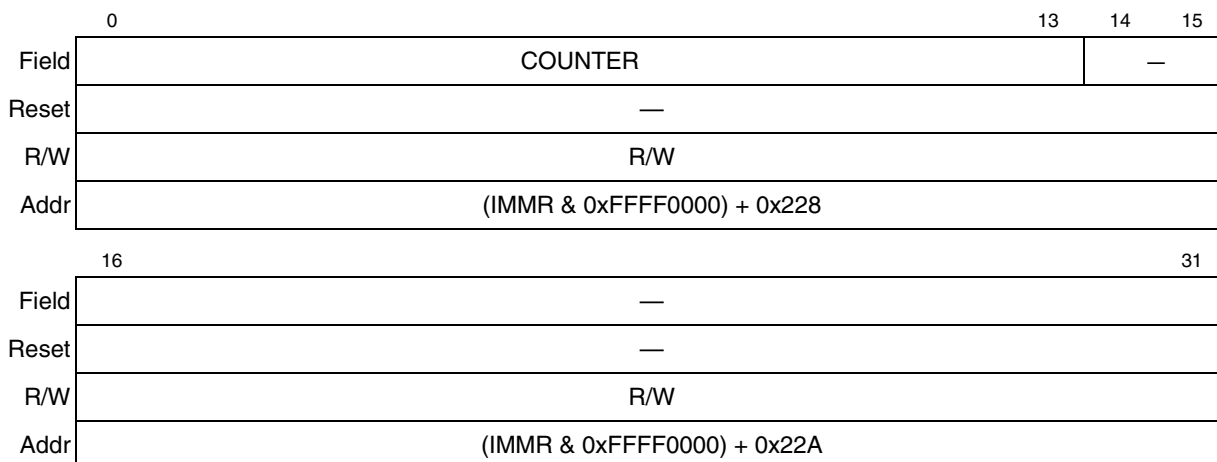 0 13 14 15
Field COUNTER —
Reset —
R/W R/W
Addr (IMMR & 0xFFFF0000) + 0x228
16 31
Field —
Reset —
R/W R/W
Addr (IMMR & 0xFFFF0000) + 0x22A